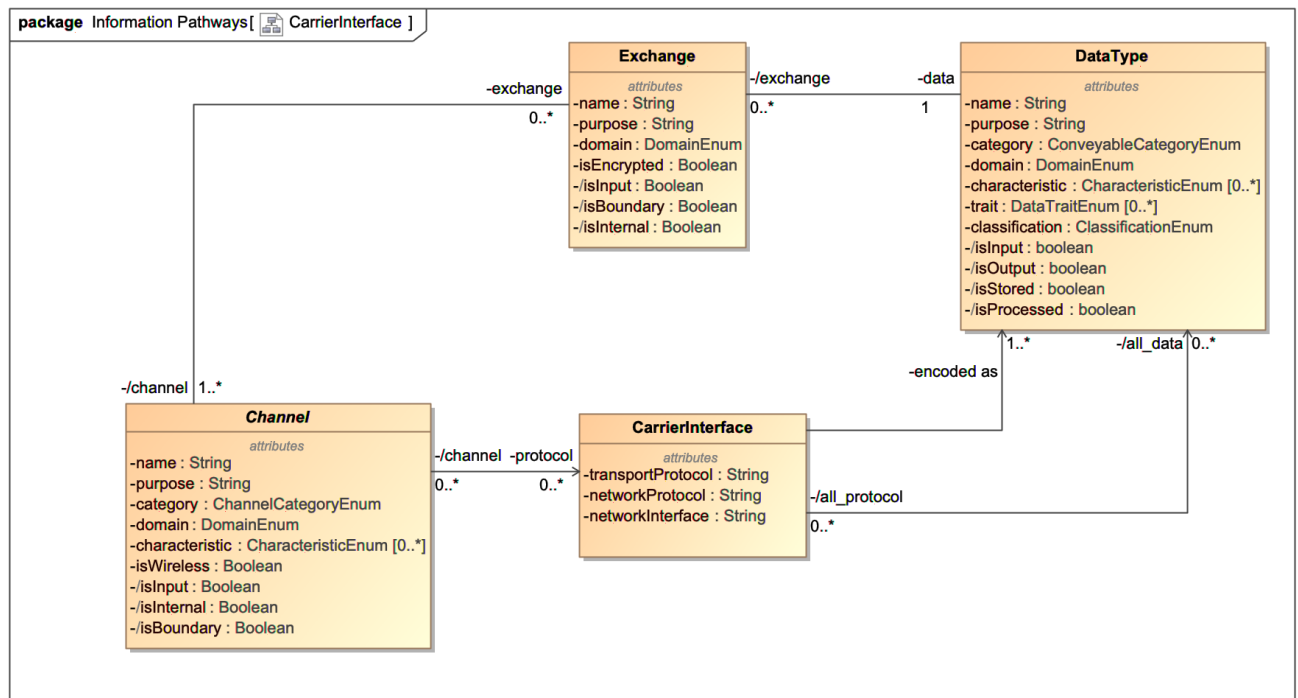 package Information Pathways[ CarrierInterface ]
Exchange
attributes
-name : String
-purpose : String
-domain : DomainEnum
-isEncrypted : Boolean
-/isInput : Boolean
-/isBoundary : Boolean
-/isInternal : Boolean
-/exchange
0..*
-data
1
DataType
attributes
-name : String
-purpose : String
-category : ConveyableCategoryEnum
-domain : DomainEnum
-characteristic : CharacteristicEnum [0..*]
-trait : DataTraitEnum [0..*]
-classification : ClassificationEnum
-/isInput : boolean
-/isOutput : boolean
-/isStored : boolean
-/isProcessed : boolean
-exchange
0..*
1..*
-/all_data 0..*
-encoded as
-/channel 1..*
Channel
attributes
-name : String
-purpose : String
-category : ChannelCategoryEnum
-domain : DomainEnum
-characteristic : CharacteristicEnum [0..*]
-isWireless : Boolean
-/isInput : Boolean
-/isInternal : Boolean
-/isBoundary : Boolean
-/channel -protocol
0..* 0..*
CarrierInterface
attributes
-transportProtocol : String
-networkProtocol : String
-networkInterface : String
-/all_protocol
0..*